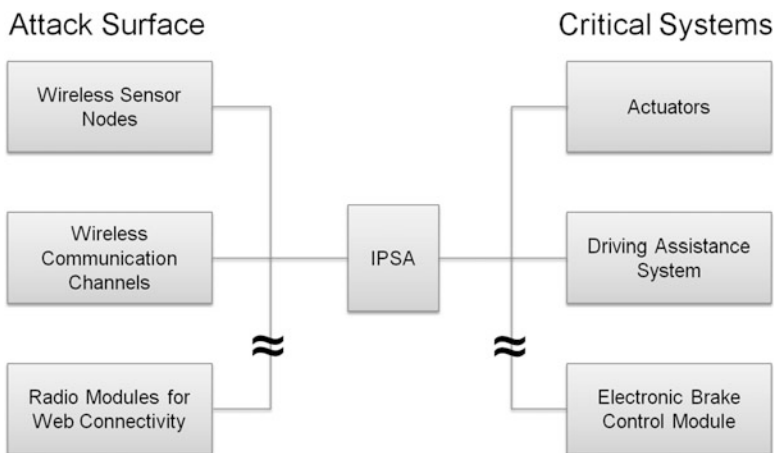 Attack Surface
Critical Systems
Wireless Sensor
Nodes
Actuators
Wireless
Communication
Channels
IPSA
Driving Assistance
System
Radio Modules for
Web Connectivity
Electronic Brake
Control Module